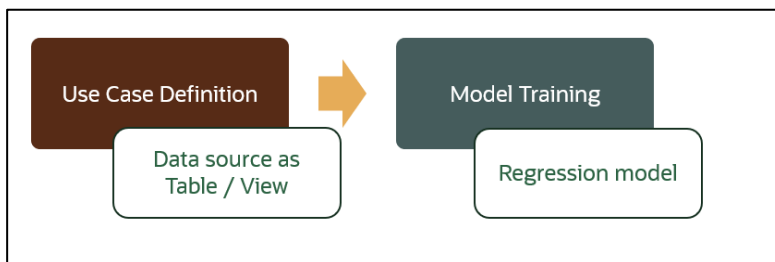 Use Case Definition
Data source as
Table / View
Model Training
Regression model